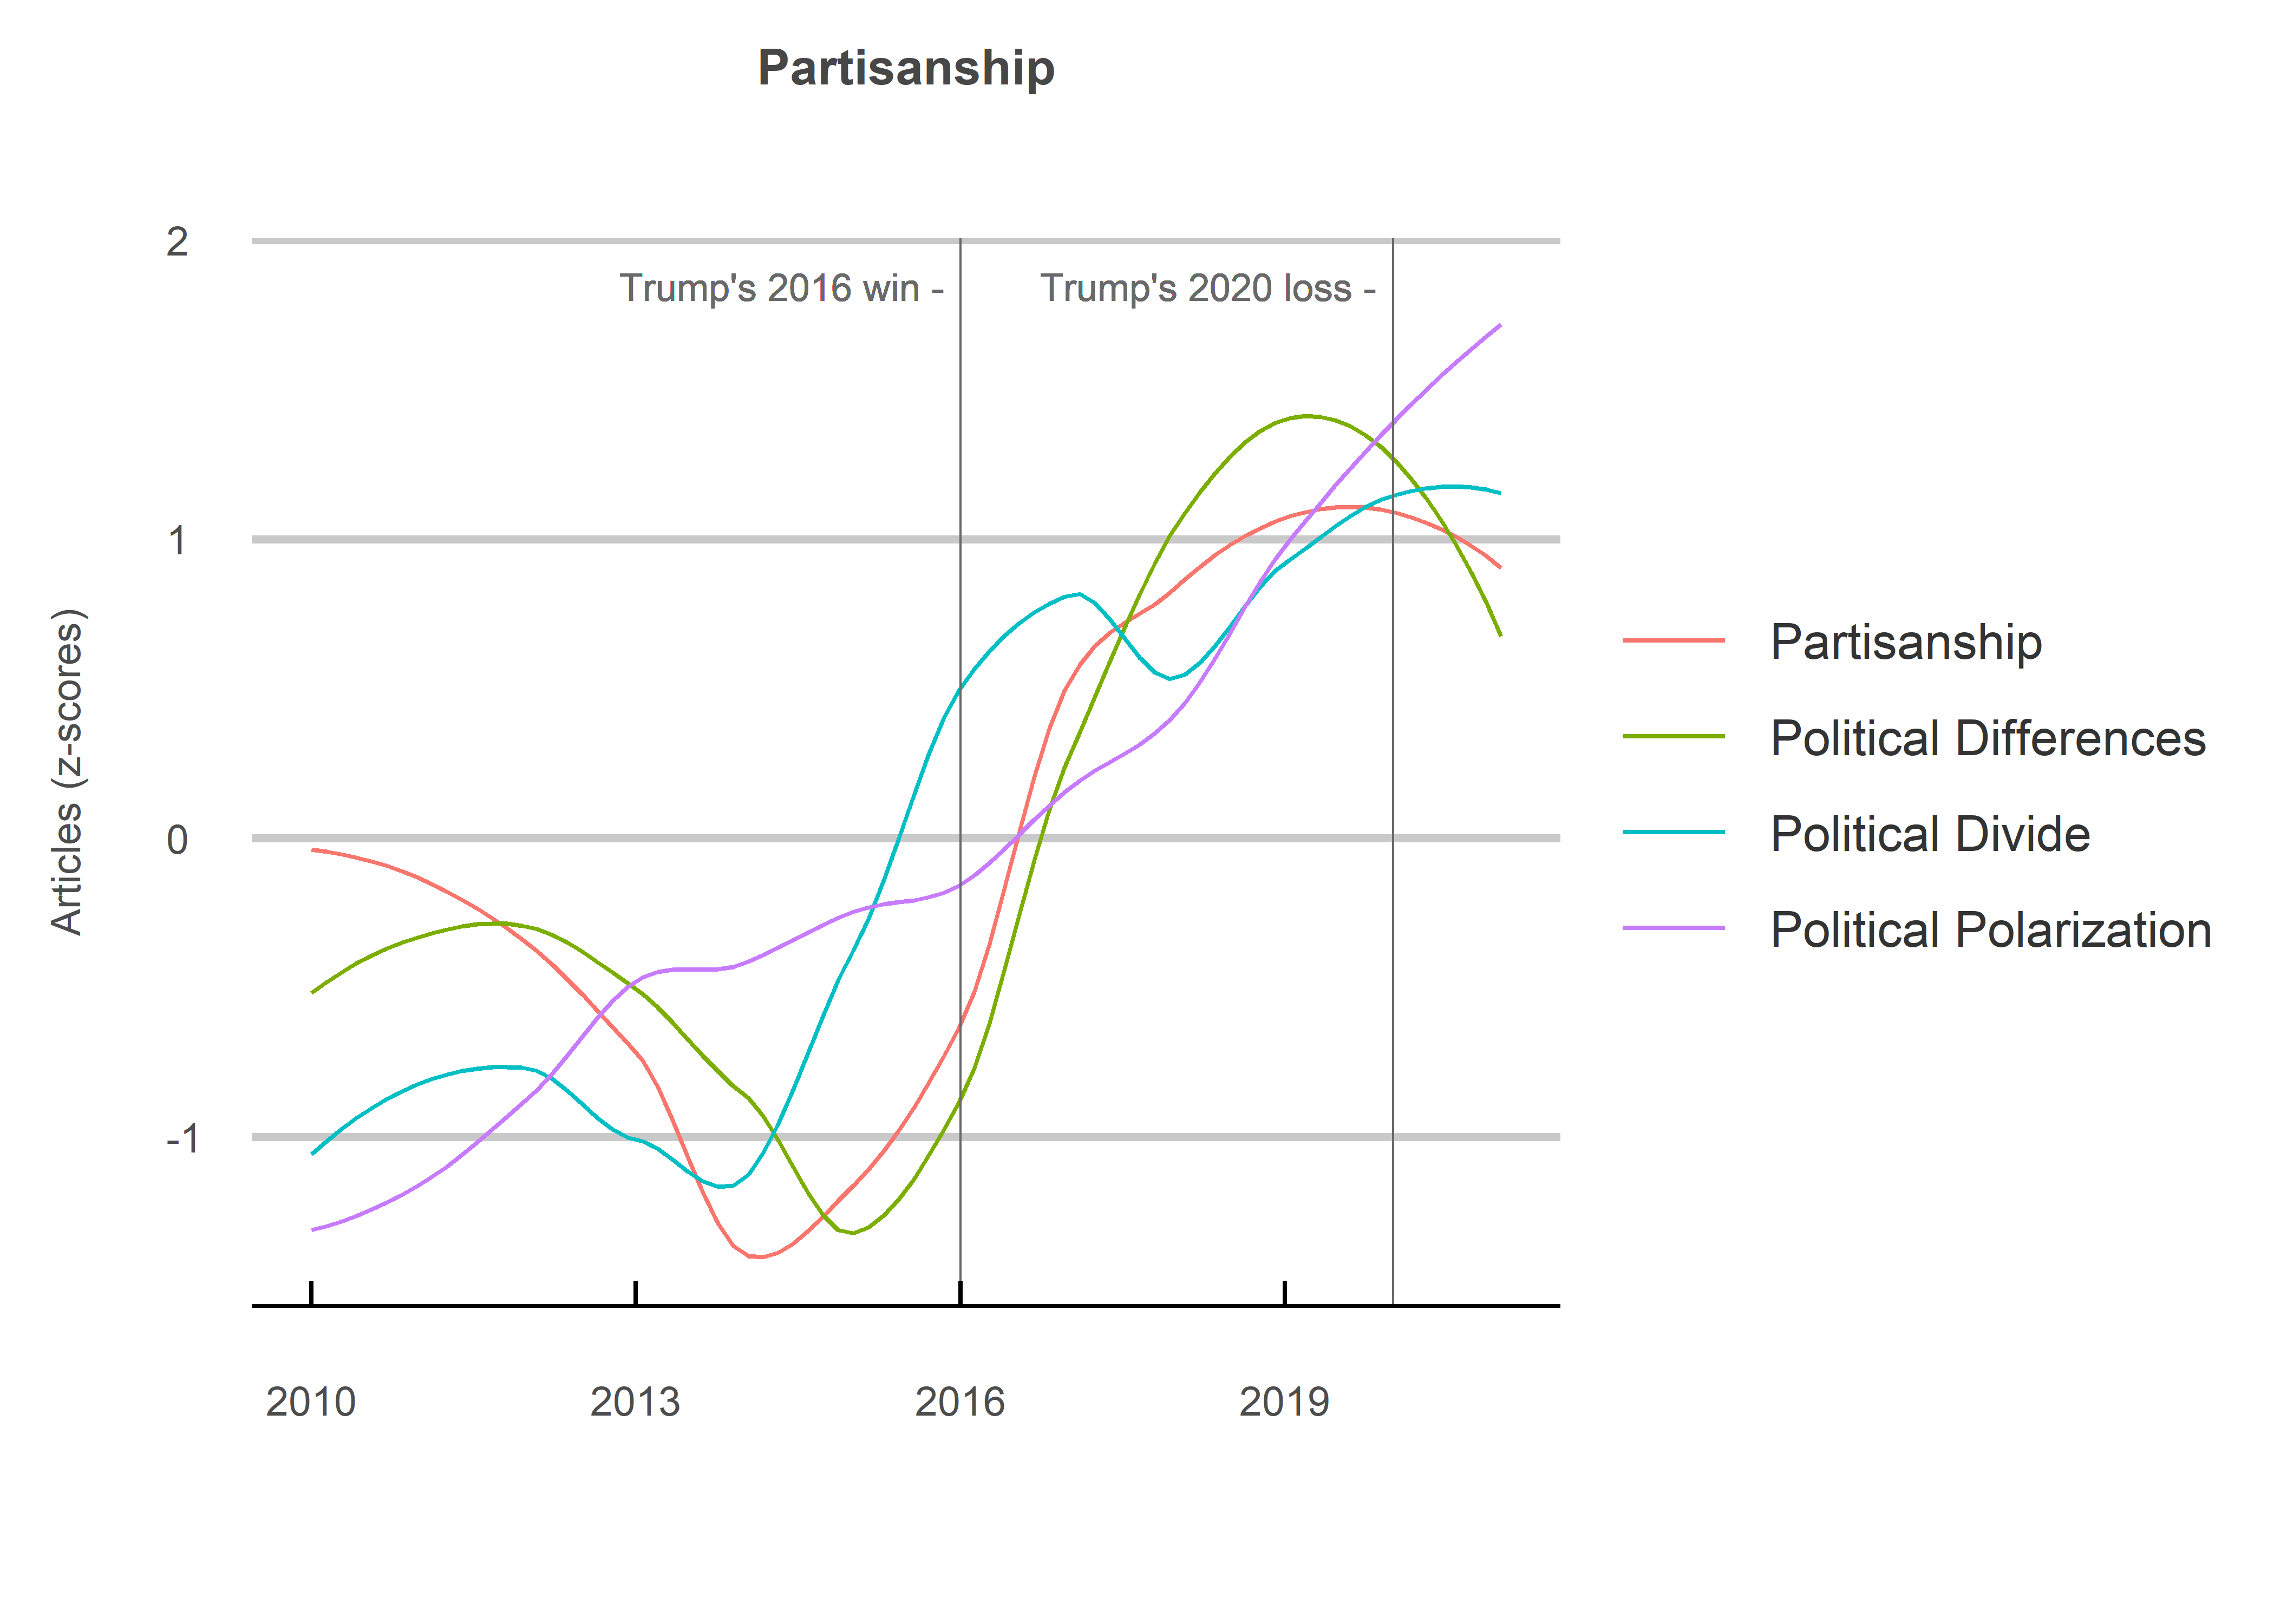 Partisanship
2
Trump's 2016 win -
Trump's 2020 loss -
1
0
-1
Articles (z-scores)
Partisanship
Political Differences
Political Divide
Political Polarization
2010
2013
2016
2019